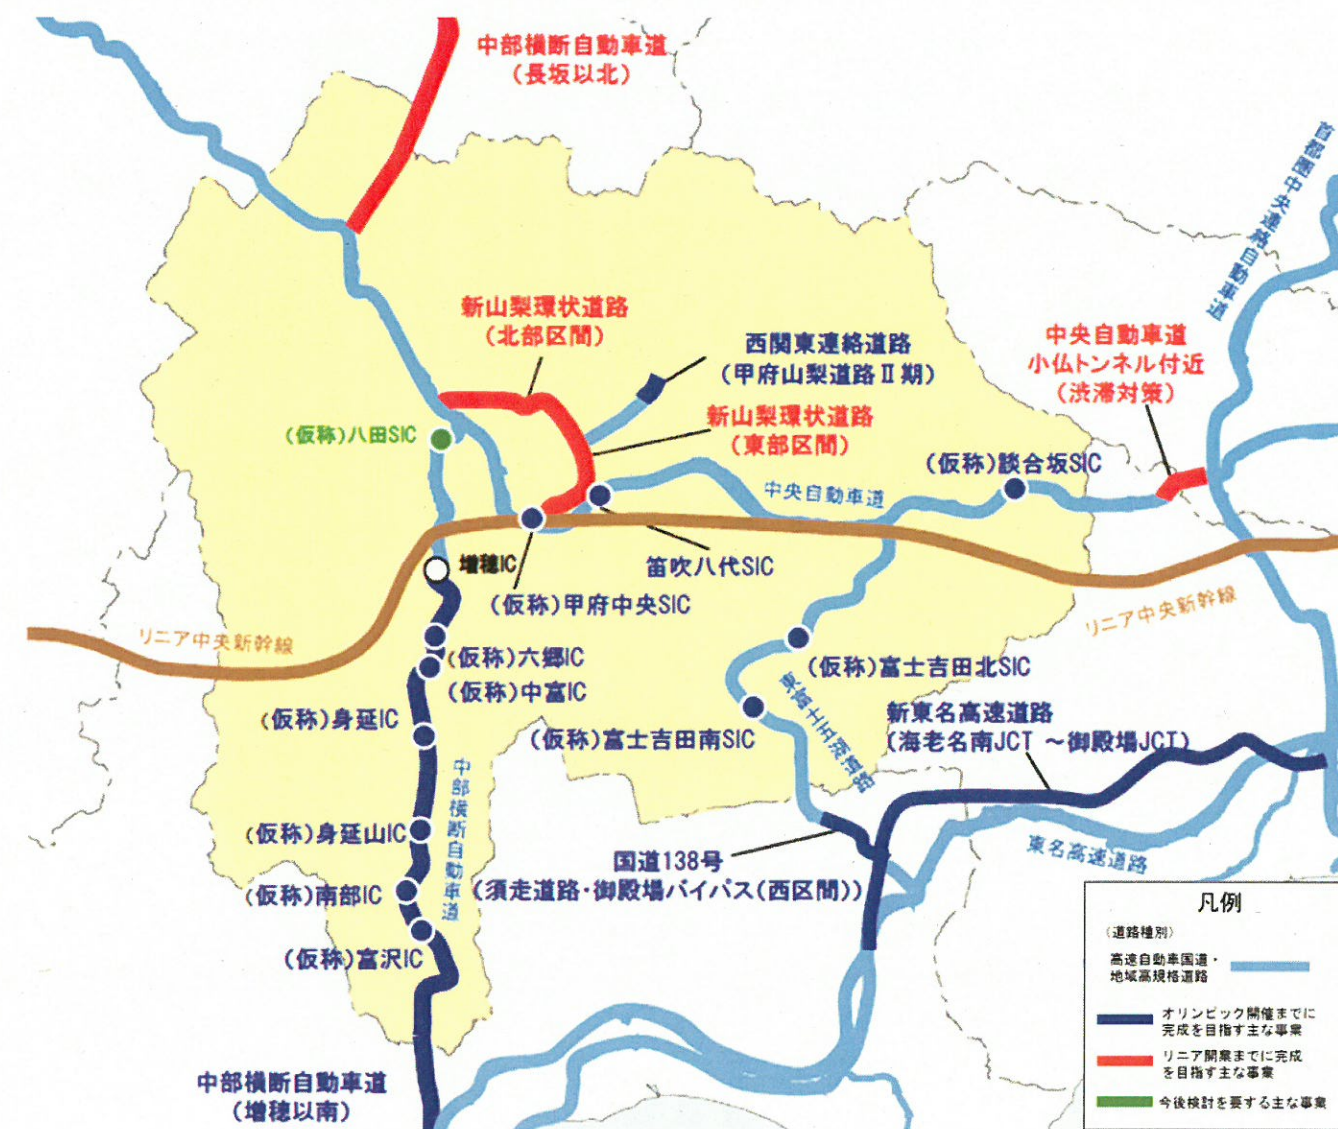 中部横断自動車道
(長坂以北)
首都圏中央連絡自動車道
新山梨環状道路
(北部区間)
西関東連絡道路
(甲府山梨道路Ⅱ期)
中央自動車道
小仏トンネル付近
(渋滞対策)
新山梨環状道路
(東部区間)
(仮称)八田SIC
(仮称)談合坂SIC
中央自動車道
増穂IC
笛吹八代SIC
(仮称)甲府中央SIC
リニア中央新幹線
リニア中央新幹線
(仮称)六郷IC
(仮称)中富IC
(仮称)富士吉田北SIC
(仮称)身延IC
(仮称)富士吉田南SIC
東富士五湖道路
新東名高速道路
(海老名南JCT ～御殿場JCT)
中部横断自動車道
(仮称)身延山IC
東名高速道路
国道138号
(須走道路・御殿場バイパス(西区間))
(仮称)南部IC
(仮称)富沢IC
中部横断自動車道
(増穂以南)
凡例
(道路種別)
高速自動車国道・
地域高規格道路
オリンピック開催までに
完成を目指す主な事業
リニア開業までに完成
を目指す主な事業
今後検討を要する主な事業